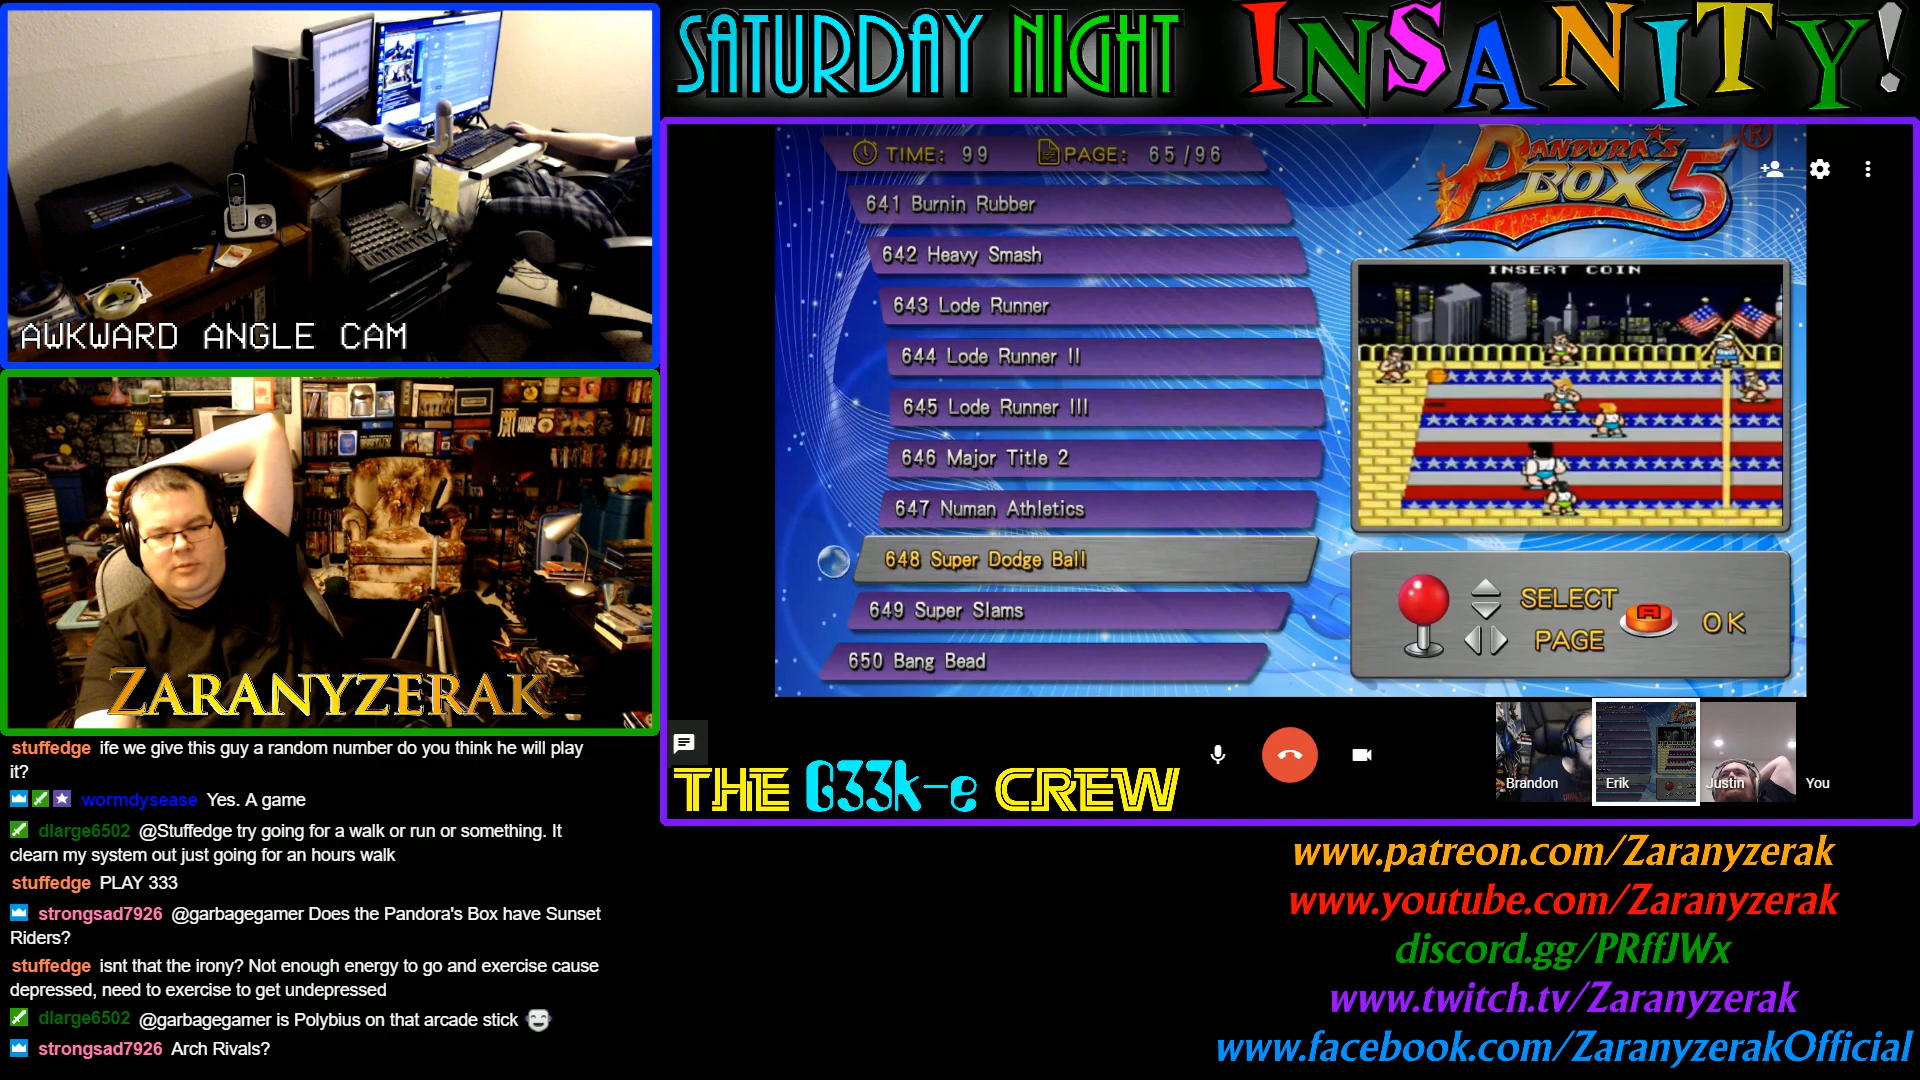 SATURDAY NIGHT INSANITY!
AWKWARD ANGLE CAM
ZARANYZERAK
stuffedge ife we give this guy a random number do you think he will play
it?
wormdysease Yes. A game
dlarge6502 @Stuffedge try going for a walk or run or something. It
clearn my system out just going for an hours walk
stuffedge PLAY 333
strongsad7926 @garbagegamer Does the Pandora's Box have Sunset
Riders?
stuffedge isnt that the irony? Not enough energy to go and exercise cause
depressed, need to exercise to get undepressed
dlarge6502 @garbagegamer is Polybius on that arcade stick
strongsad7926 Arch Rivals?
TIME: 99 PAGE: 65/96
641 Burnin Rubber
642 Heavy Smash
643 Lode Runner
644 Lode Runner II
645 Lode Runner III
646 Major Title 2
647 Numan Athletics
648 Super Dodge Ball
649 Super Slams
650 Bang Bead
PANDORA'S
BOX 5 ®
INSERT COIN
SELECT
PAGE
A
OK
Brandon
Erik
Justin
You
THE G33k-e CREW
www.patreon.com/Zaranyzerak
www.youtube.com/Zaranyzerak
discord.gg/PRffJWx
www.twitch.tv/Zaranyzerak
www.facebook.com/ZaranyzerakOfficial